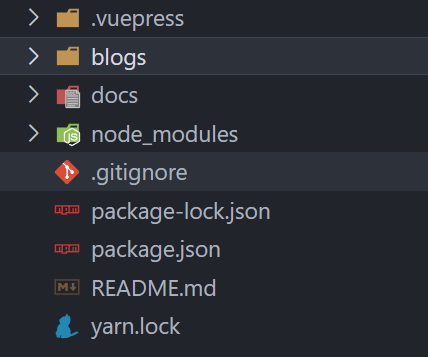 .vuepress
blogs
docs
node_modules
.gitignore
package-lock.json
package.json
README.md
yarn.lock